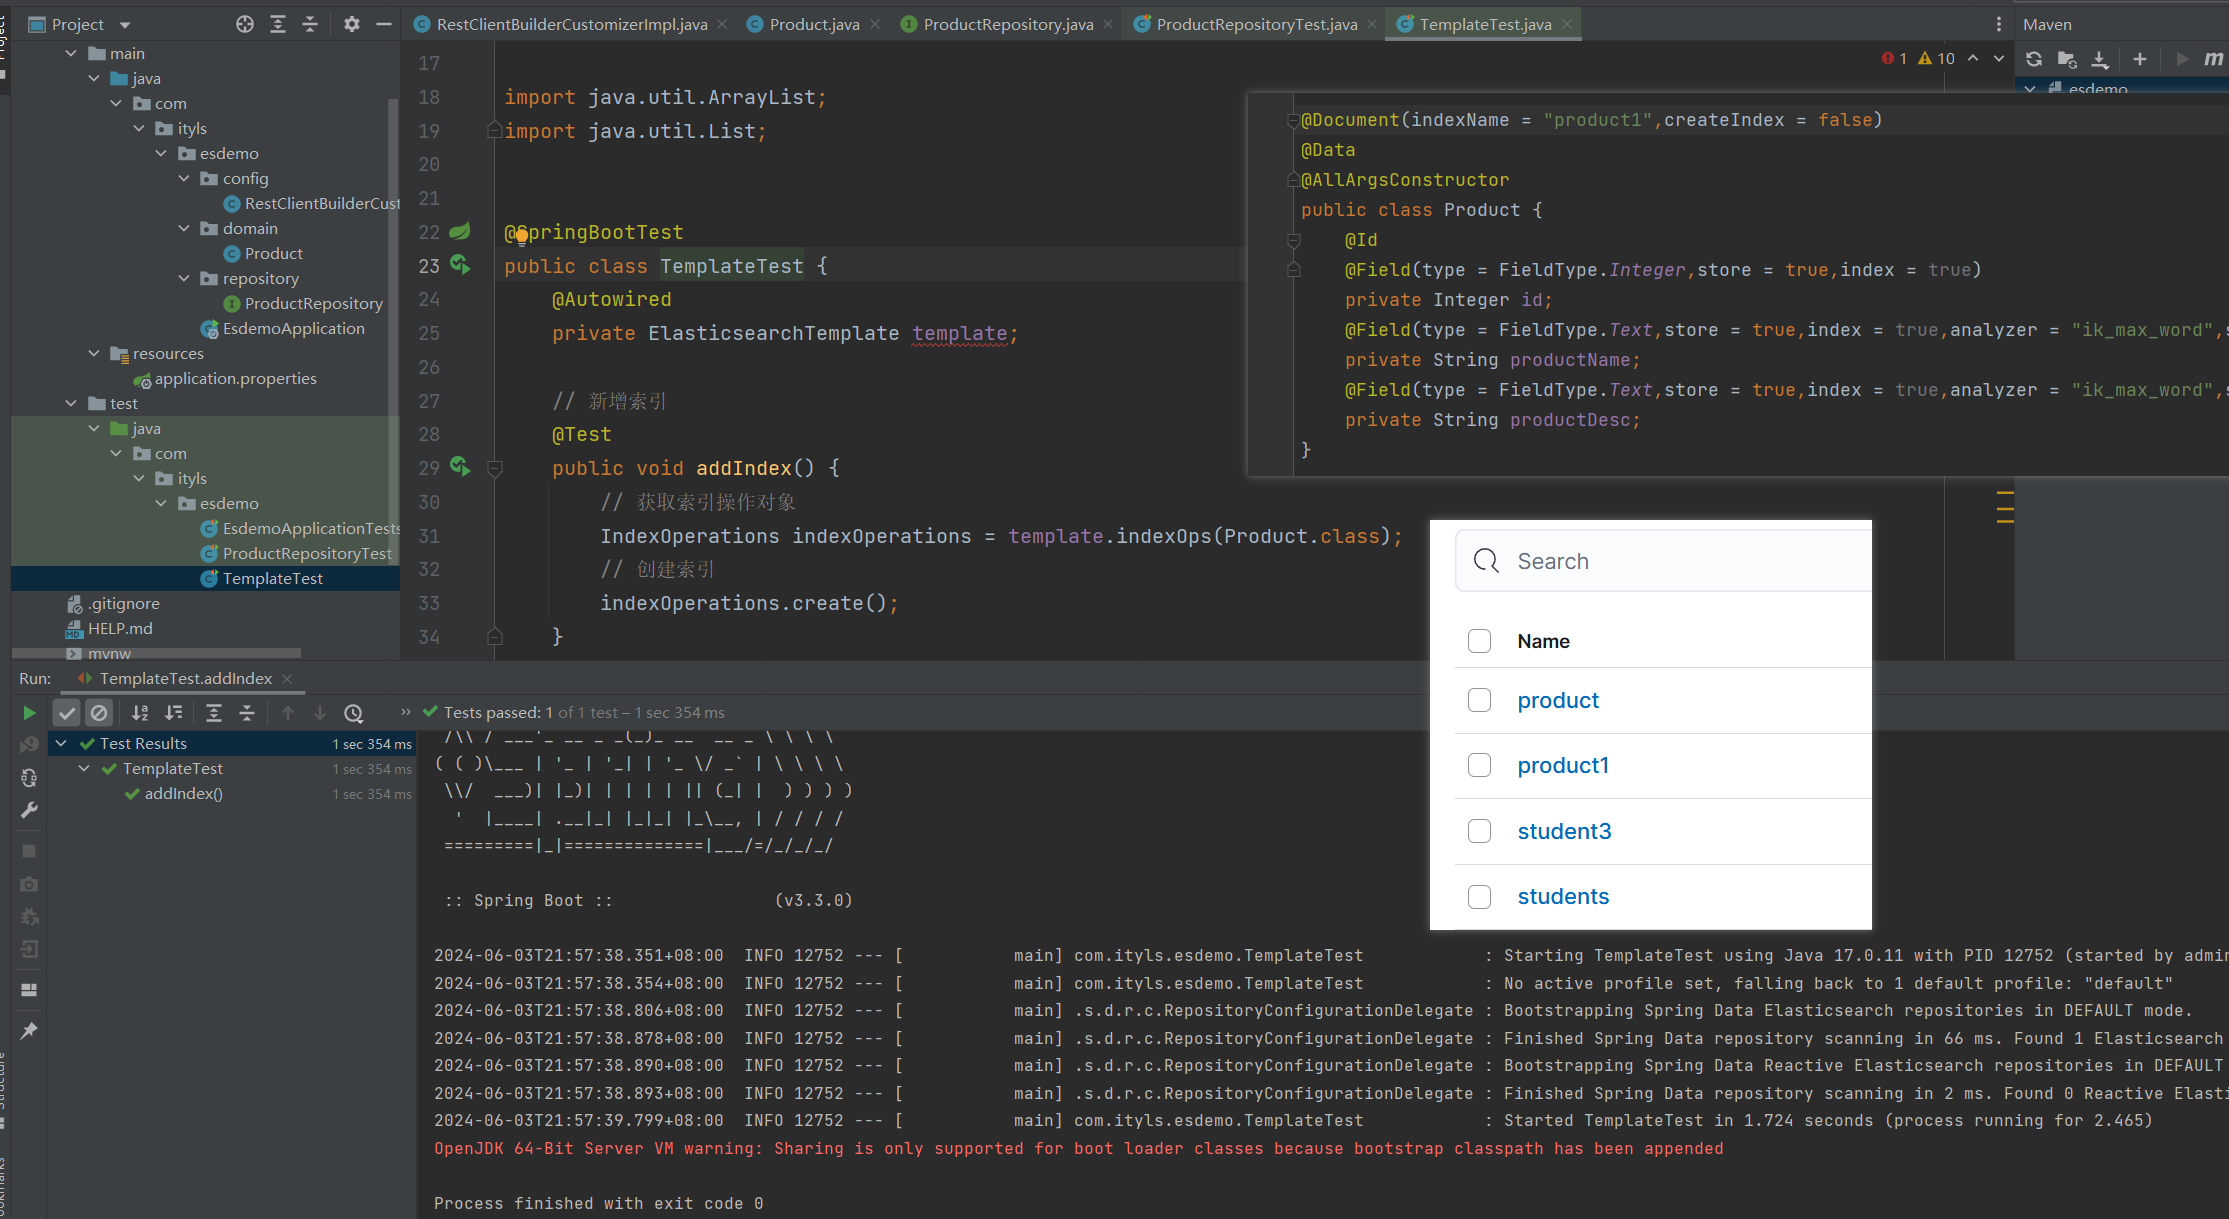 Project
RestClientBuilderCustomizerImpl.java
Product.java
ProductRepository.java
ProductRepositoryTest.java
TemplateTest.java
Maven
main
java
com
ityls
esdemo
config
RestClientBuilderCust
domain
Product
repository
ProductRepository
EsdemoApplication
resources
application.properties
test
java
com
ityls
esdemo
EsdemoApplicationTests
ProductRepositoryTest
TemplateTest
.gitignore
HELP.md
mvnw
1 10
esdemo
17
18 import java.util.ArrayList;
19 import java.util.List;
20
21
22 @SpringBootTest
23 public class TemplateTest {
24 @Autowired
25 private ElasticsearchTemplate template;
26
27 // 新增索引
28 @Test
29 public void addIndex() {
30 // 获取索引操作对象
31 IndexOperations indexOperations = template.indexOps(Product.class);
32 // 创建索引
33 indexOperations.create();
34 }
@Document(indexName = "product1",createIndex = false)
@Data
@AllArgsConstructor
public class Product {
@Id
@Field(type = FieldType.Integer,store = true,index = true)
private Integer id;
@Field(type = FieldType.Text,store = true,index = true,analyzer = "ik_max_word",s
private String productName;
@Field(type = FieldType.Text,store = true,index = true,analyzer = "ik_max_word",s
private String productDesc;
}
Search
Name
product
product1
student3
students
Run: TemplateTest.addIndex
Tests passed: 1 of 1 test – 1 sec 354 ms
Test Results 1 sec 354 ms
TemplateTest 1 sec 354 ms
addIndex() 1 sec 354 ms
/\\ / ___'_ __ _ _(_)_ __  __ _ \ \ \ \
( ( )\___ | '_ | '_| | '_ \/ _` | \ \ \ \
\\/  ___)| |_)| | | | | || (_| |  ) ) ) )
'  |____| .__|_| |_|_| |_\__, | / / / /
=========|_|==============|___/=/_/_/_/
:: Spring Boot :: (v3.3.0)
2024-06-03T21:57:38.351+08:00 INFO 12752 --- [ main] com.ityls.esdemo.TemplateTest : Starting TemplateTest using Java 17.0.11 with PID 12752 (started by admin
2024-06-03T21:57:38.354+08:00 INFO 12752 --- [ main] com.ityls.esdemo.TemplateTest : No active profile set, falling back to 1 default profile: "default"
2024-06-03T21:57:38.806+08:00 INFO 12752 --- [ main] .s.d.r.c.RepositoryConfigurationDelegate : Bootstrapping Spring Data Elasticsearch repositories in DEFAULT mode.
2024-06-03T21:57:38.878+08:00 INFO 12752 --- [ main] .s.d.r.c.RepositoryConfigurationDelegate : Finished Spring Data repository scanning in 66 ms. Found 1 Elasticsearch
2024-06-03T21:57:38.890+08:00 INFO 12752 --- [ main] .s.d.r.c.RepositoryConfigurationDelegate : Bootstrapping Spring Data Reactive Elasticsearch repositories in DEFAULT
2024-06-03T21:57:38.893+08:00 INFO 12752 --- [ main] .s.d.r.c.RepositoryConfigurationDelegate : Finished Spring Data repository scanning in 2 ms. Found 0 Reactive Elasti
2024-06-03T21:57:39.799+08:00 INFO 12752 --- [ main] com.ityls.esdemo.TemplateTest : Started TemplateTest in 1.724 seconds (process running for 2.465)
OpenJDK 64-Bit Server VM warning: Sharing is only supported for boot loader classes because bootstrap classpath has been appended
Process finished with exit code 0